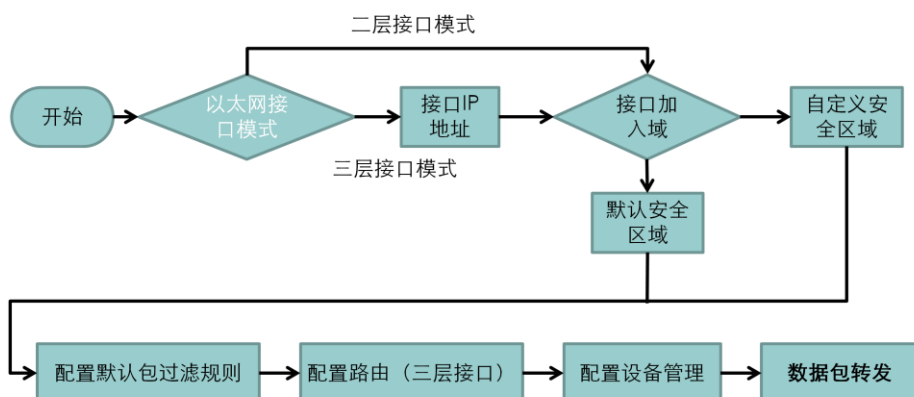 二层接口模式
开始
以太网接
口模式
接口IP
地址
接口加
入域
自定义安
全区域
三层接口模式
默认安全
区域
配置默认包过滤规则
配置路由（三层接口）
配置设备管理
数据包转发